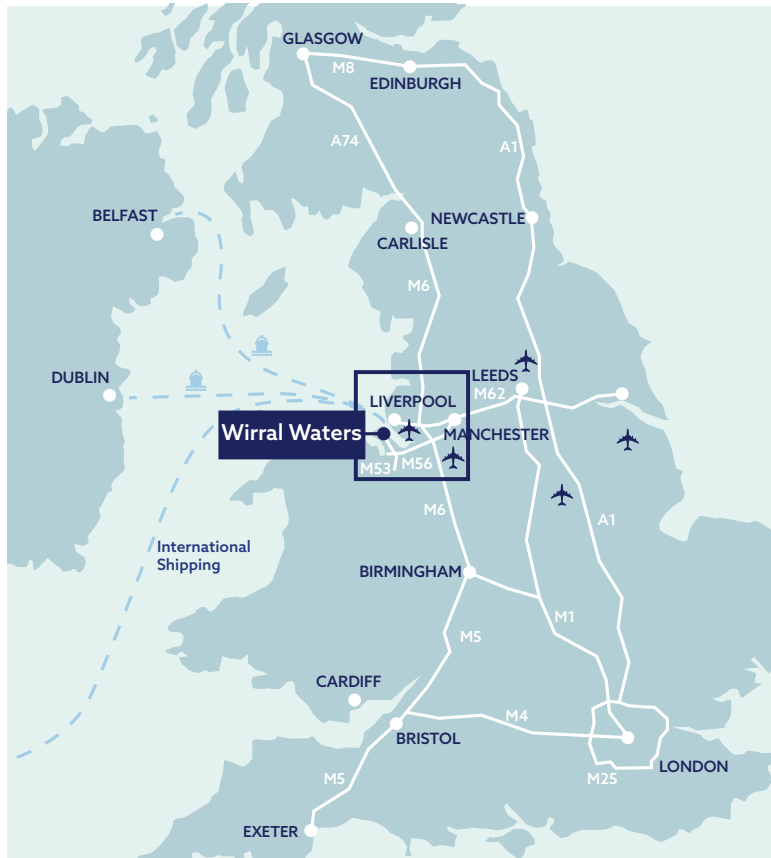 GLASGOW
M8
EDINBURGH
A74
A1
BELFAST
NEWCASTLE
CARLISLE
M6
DUBLIN
LEEDS
M62
LIVERPOOL
Wirral Waters
MANCHESTER
M53
M56
M6
A1
International
Shipping
BIRMINGHAM
M1
M5
CARDIFF
M4
BRISTOL
LONDON
M25
M5
EXETER